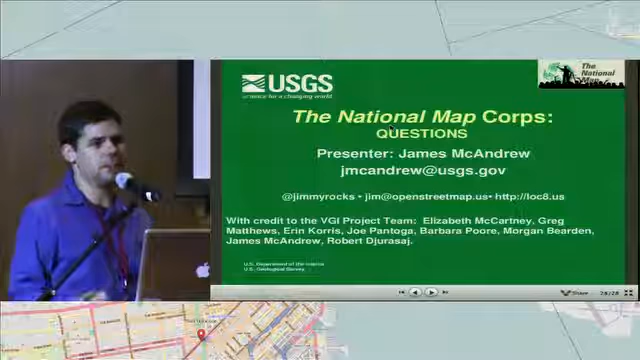 USGS
science for a changing world
The
National
Map
The National Map Corps:
QUESTIONS
Presenter: James McAndrew
jmcandrew@usgs.gov
@jimmyrocks • jim@openstreetmap.us• http://loc8.us
With credit to the VGI Project Team: Elizabeth McCartney, Greg
Matthews, Erin Korris, Joe Pantoga, Barbara Poore, Morgan Bearden,
James McAndrew, Robert Djurasaj.
U.S. Department of the Interior
U.S. Geological Survey
Share
28/28